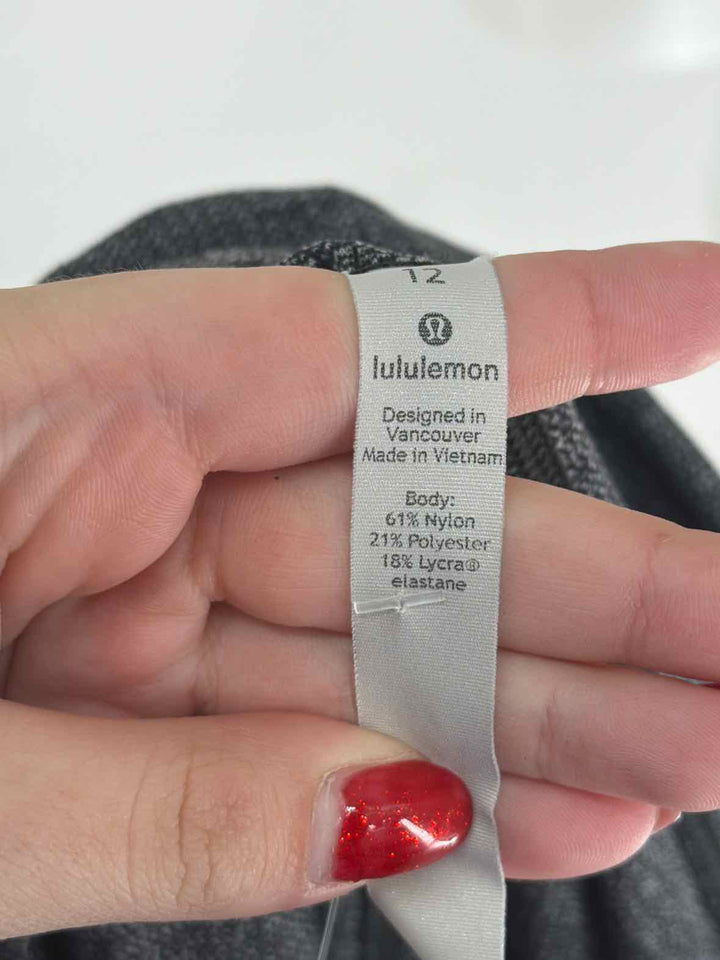 12
lululemon
Designed in
Vancouver
Made in Vietnam
Body:
61% Nylon
21% Polyester
18% Lycra®
elastane